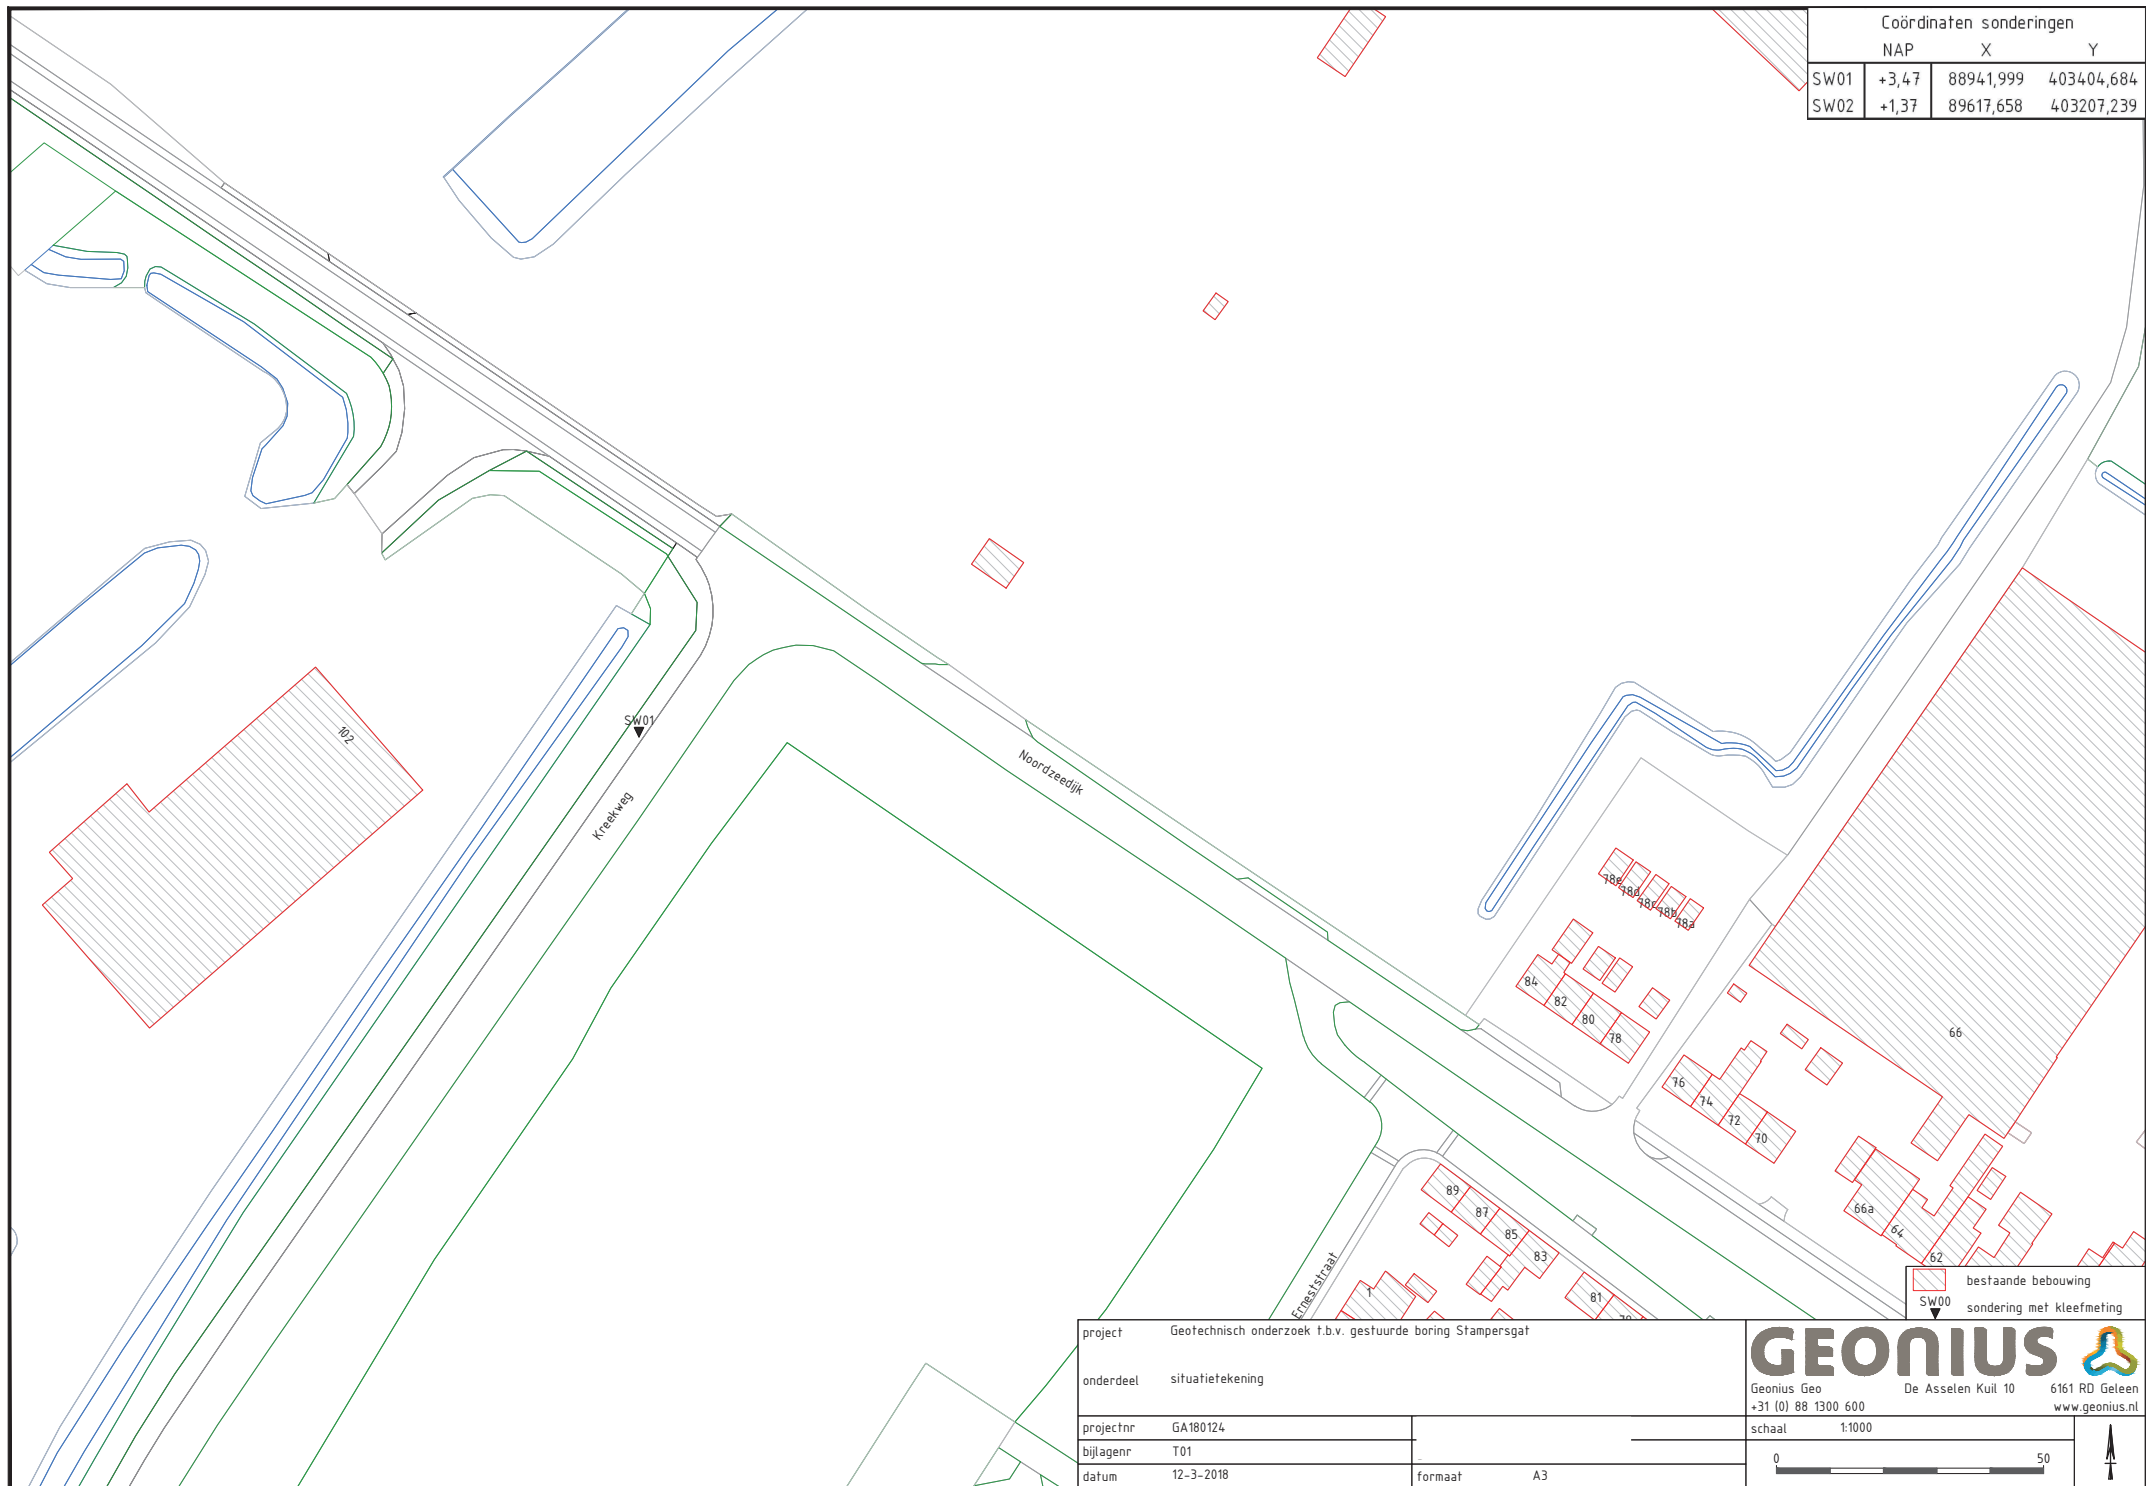 Coördinaten sonderingen
NAP X Y
SW01 +3,47 88941,999 403404,684
SW02 +1,37 89617,658 403207,239
SW01
102
Kreekweg
Noordzeedijk
78e
78d
78c
78b
78a
84
82
80
78
66
76
74
72
70
66a
64
62
89
87
85
83
81
1
Erneststraat
bestaande bebouwing
SW00 sondering met kleefmeting
project Geotechnisch onderzoek t.b.v. gestuurde boring Stampersgat
onderdeel situatietekening
projectnr GA180124
bijlagenr T01
datum 12-3-2018
formaat A3
GEONIUS
Geonius Geo De Asselen Kuil 10 6161 RD Geleen
+31 (0) 88 1300 600 www.geonius.nl
schaal 1:1000
0 50